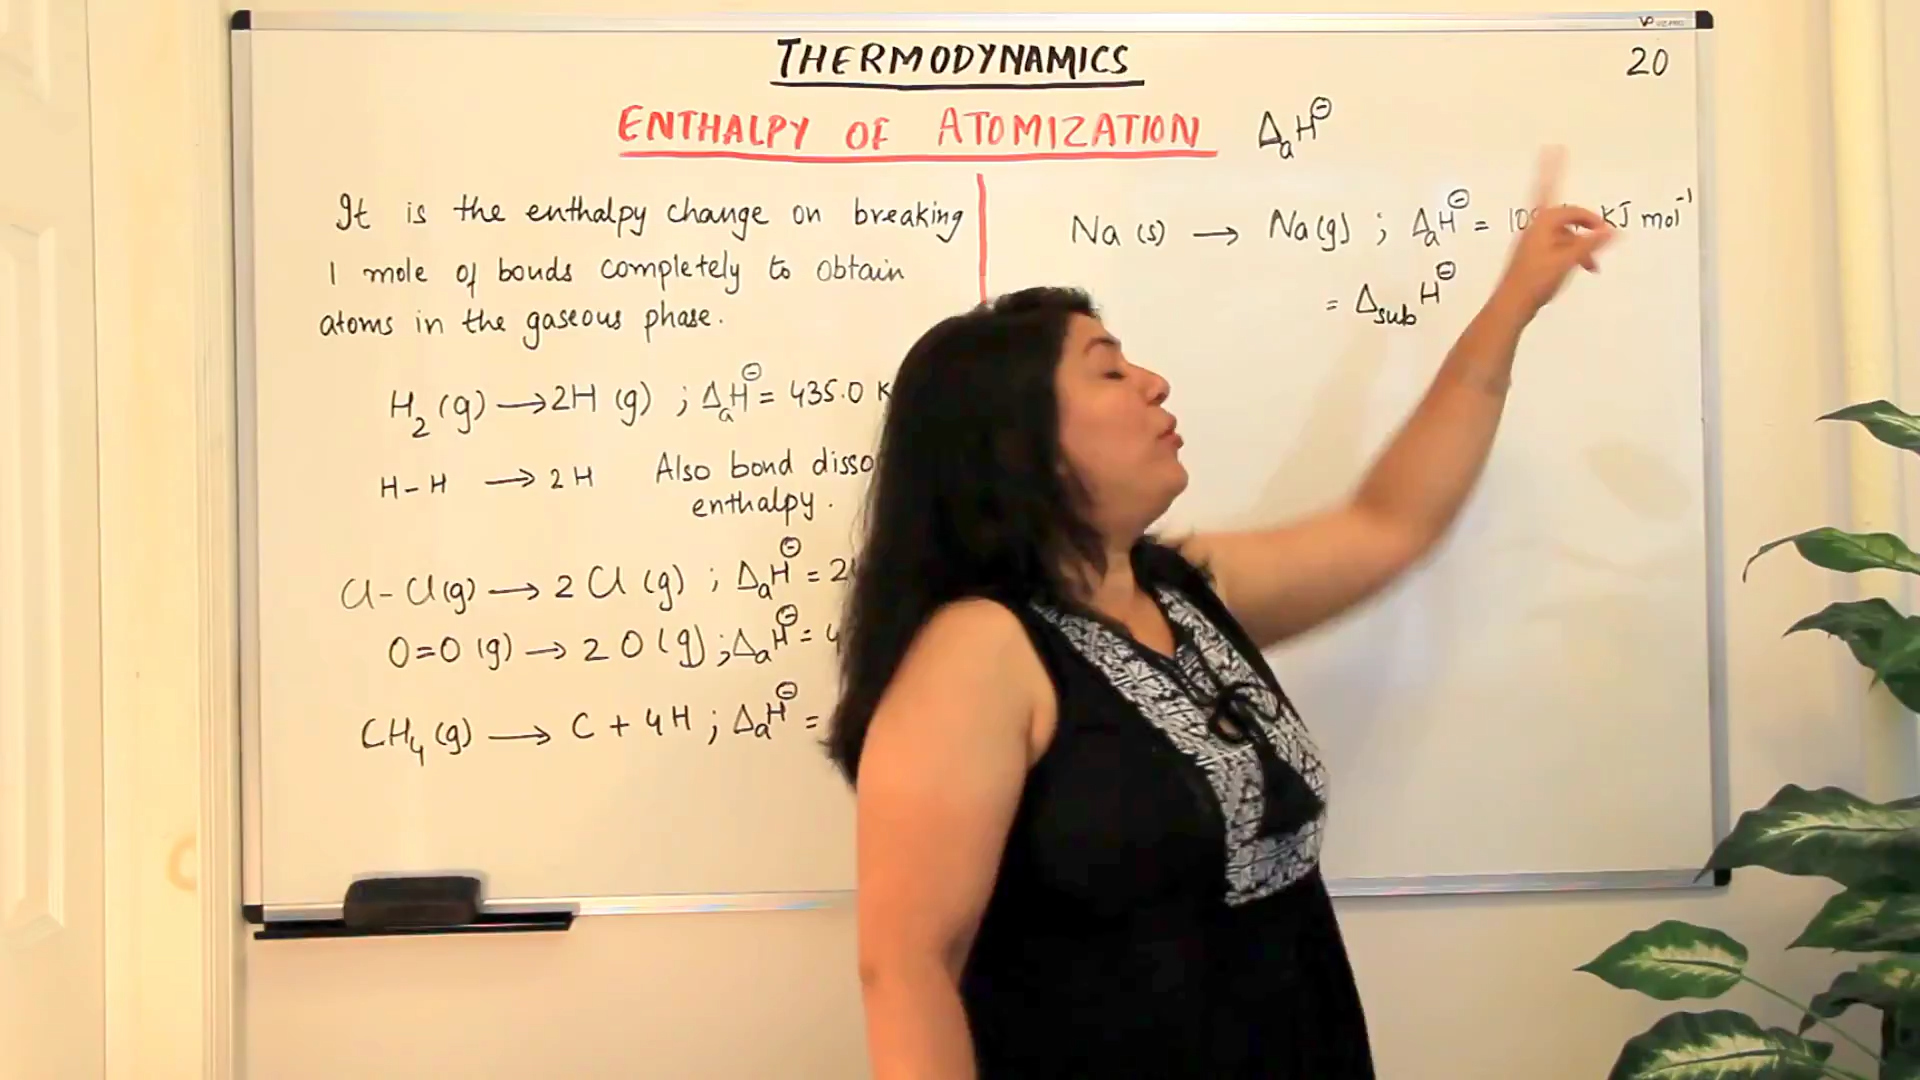 THERMODYNAMICS
20
ENTHALPY OF ATOMIZATION ΔₐH⊖
It is the enthalpy change on breaking
1 mole of bonds completely to obtain
atoms in the gaseous phase.
H₂ (g) → 2H (g) ; ΔₐH⊖ = 435.0 K
H-H → 2H Also bond
enthalpy.
Cl-Cl(g) → 2 Cl (g) ; ΔₐH⊖ = 2
O=O (g) → 2 O (g) ; ΔₐH⊖ = 4
CH₄ (g) → C + 4H ; ΔₐH⊖ =
Na (s) → Na(g) ; ΔₐH⊖ = KJ mol⁻¹
= Δsub H⊖